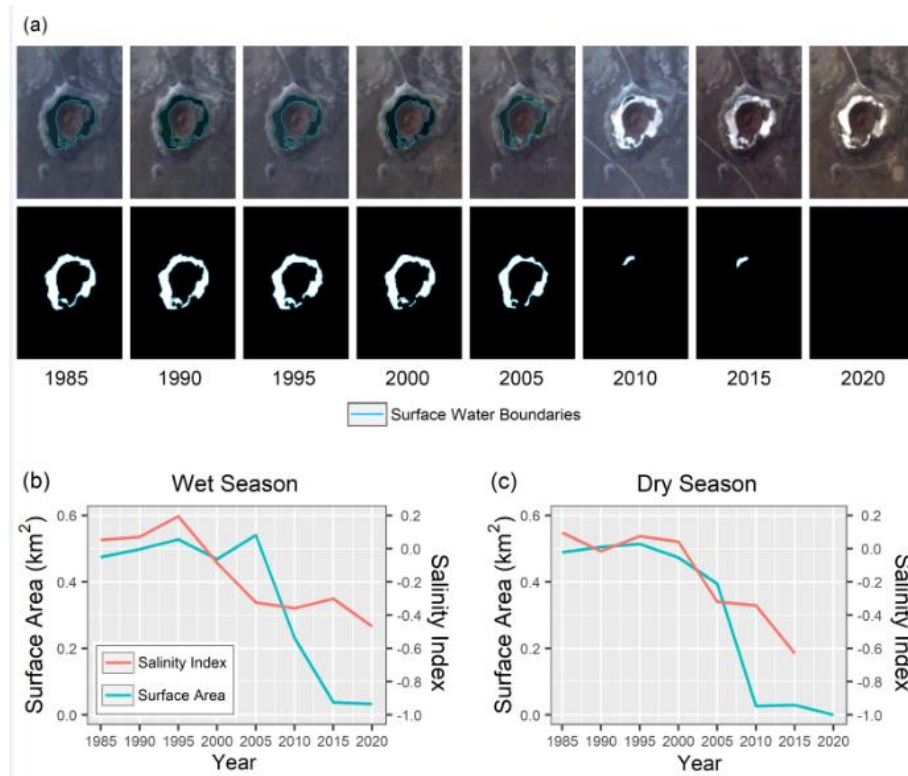 (a)
1985 1990 1995 2000 2005 2010 2015 2020
Surface Water Boundaries
(b) Wet Season
0.6
0.4
0.2
0.0
Surface Area (km²)
0.2
0.0
-0.2
-0.4
-0.6
-0.8
-1.0
Salinity Index
Salinity Index
Surface Area
1985 1990 1995 2000 2005 2010 2015 2020
Year
(c) Dry Season
0.6
0.4
0.2
0.0
Surface Area (km²)
0.2
0.0
-0.2
-0.4
-0.6
-0.8
-1.0
Salinity Index
1985 1990 1995 2000 2005 2010 2015 2020
Year